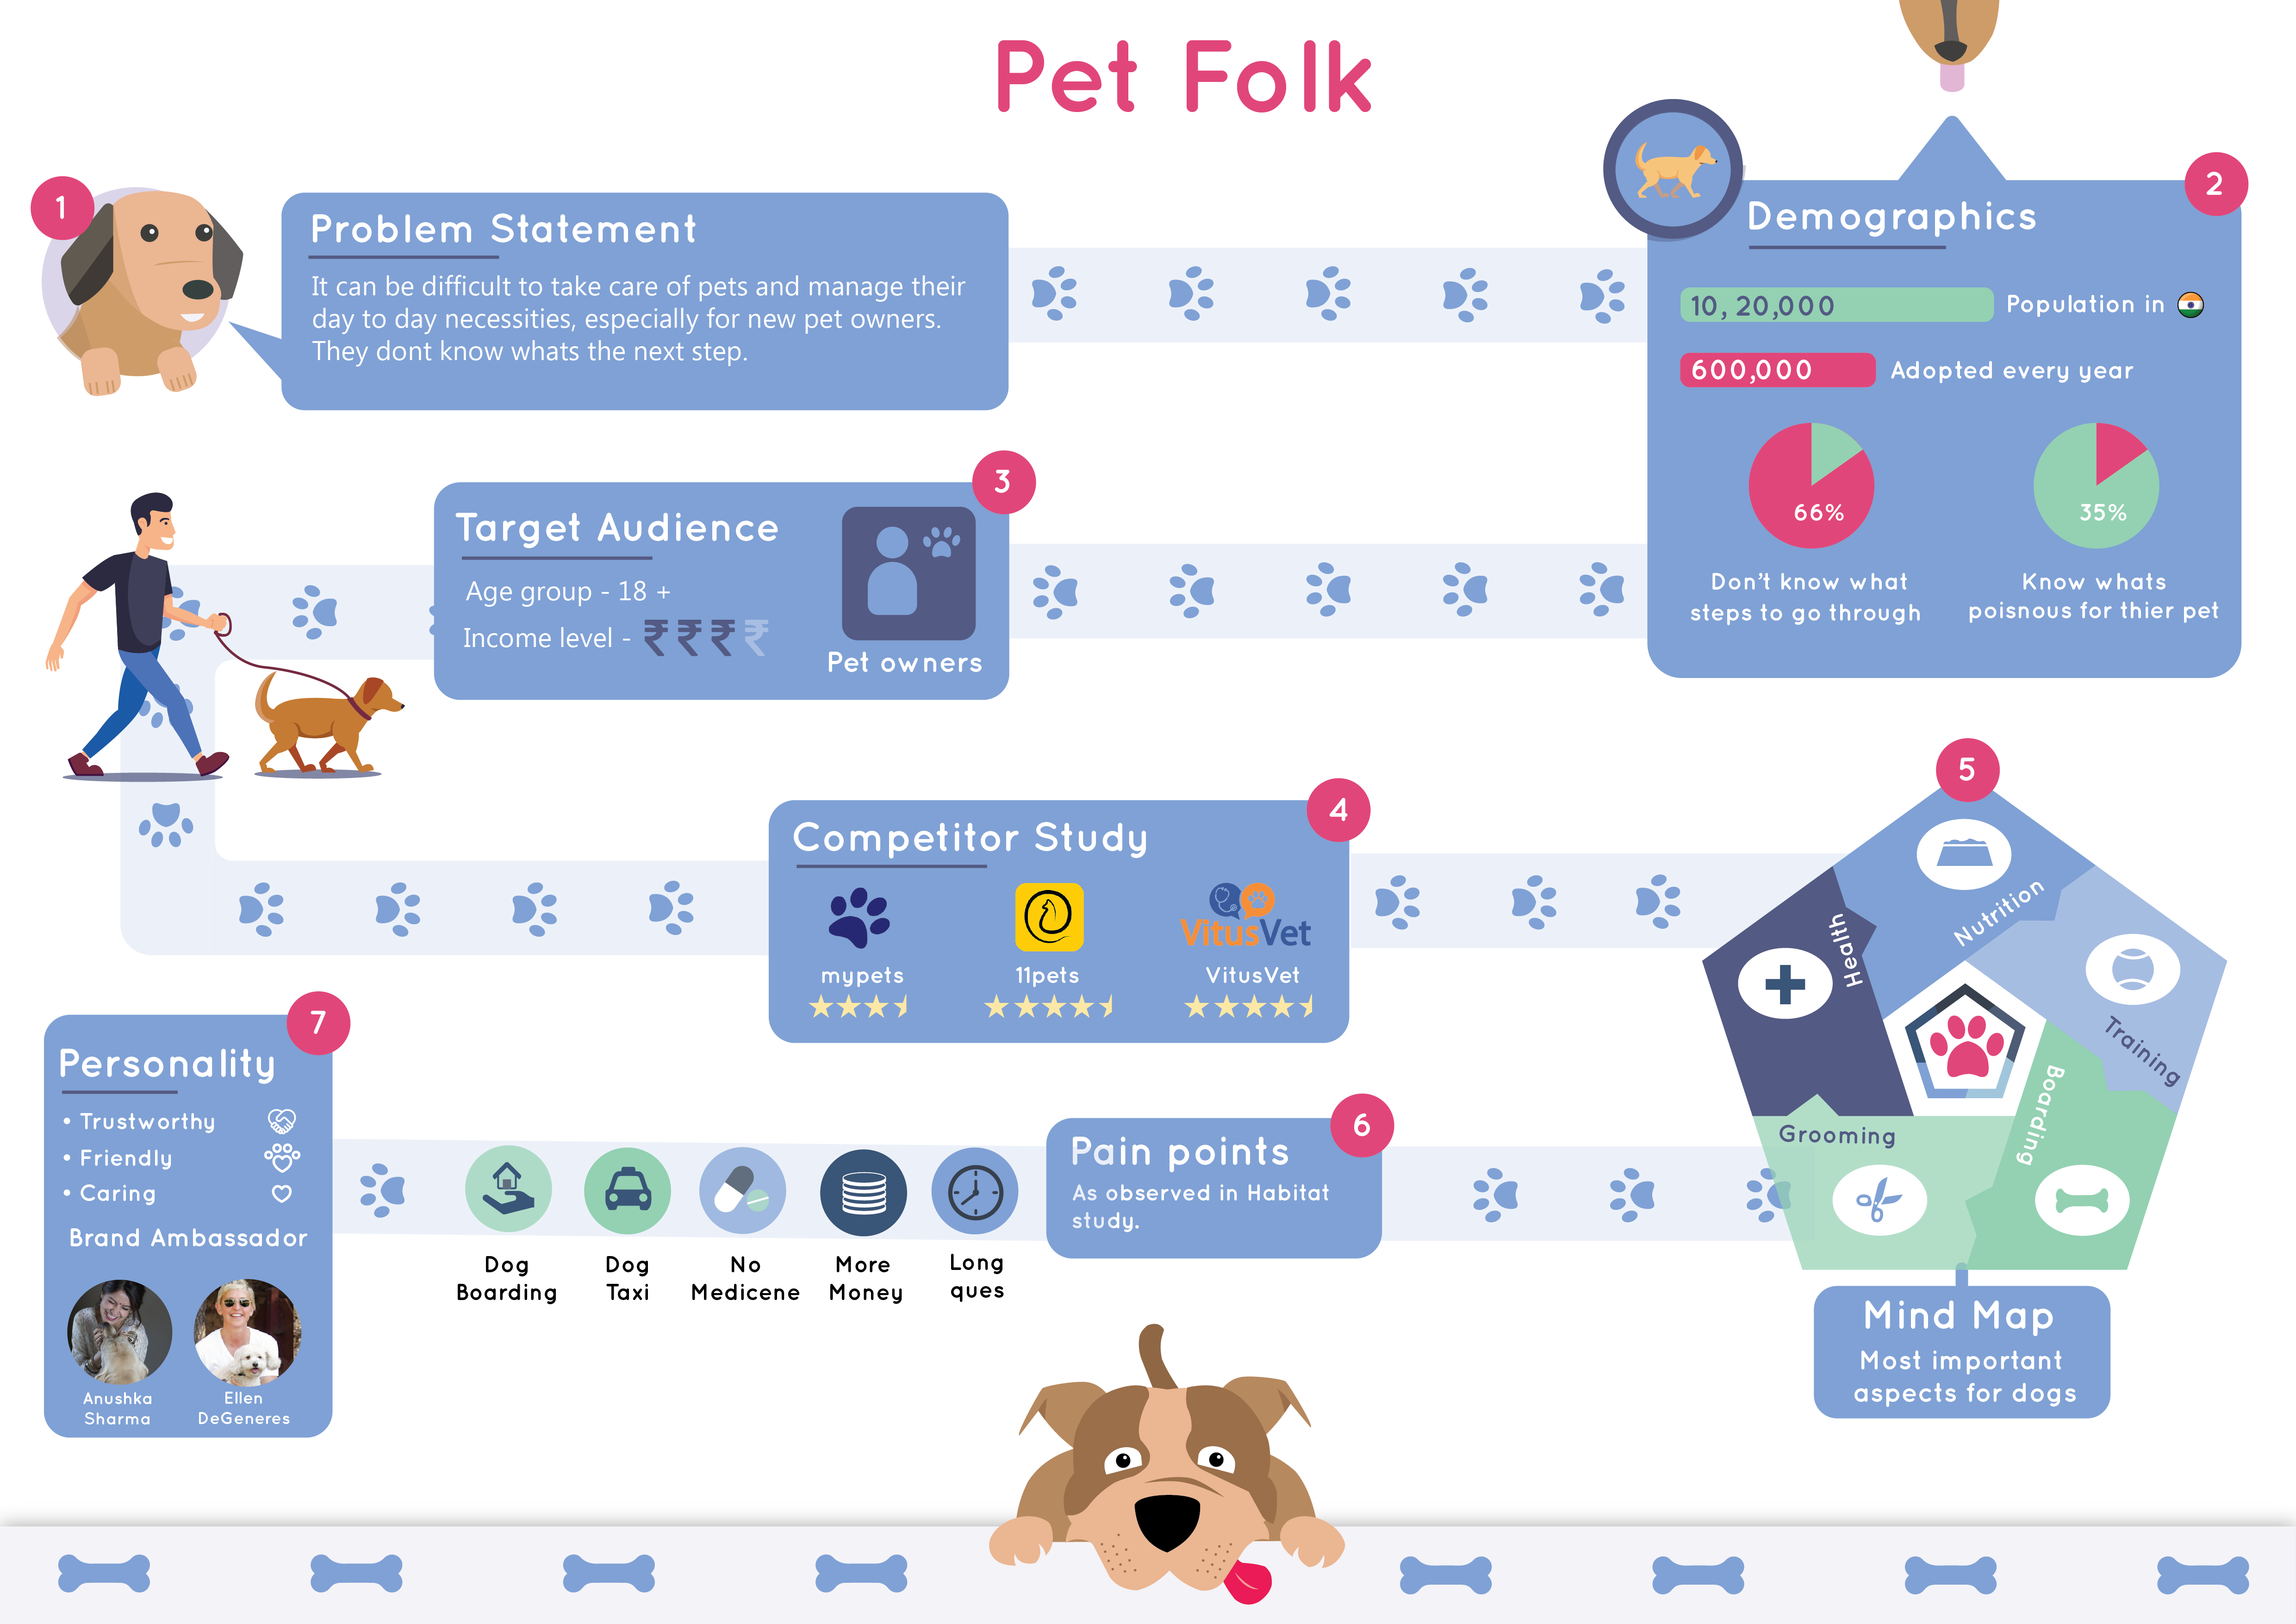 Pet Folk
1
Problem Statement
It can be difficult to take care of pets and manage their
day to day necessities, especially for new pet owners.
They dont know whats the next step.
2
Demographics
10, 20,000 Population in
600,000 Adopted every year
66%
Don't know what
steps to go through
35%
Know whats
poisnous for thier pet
3
Target Audience
Age group - 18 +
Income level - ₹ ₹ ₹ ₹
Pet owners
4
Competitor Study
mypets
11pets
VitusVet
VitusVet
5
Nutrition
Training
Boarding
Grooming
Health
Mind Map
Most important
aspects for dogs
6
Pain points
As observed in Habitat
study.
Dog
Boarding
Dog
Taxi
No
Medicene
More
Money
Long
ques
7
Personality
• Trustworthy
• Friendly
• Caring
Brand Ambassador
Anushka
Sharma
Ellen
DeGeneres